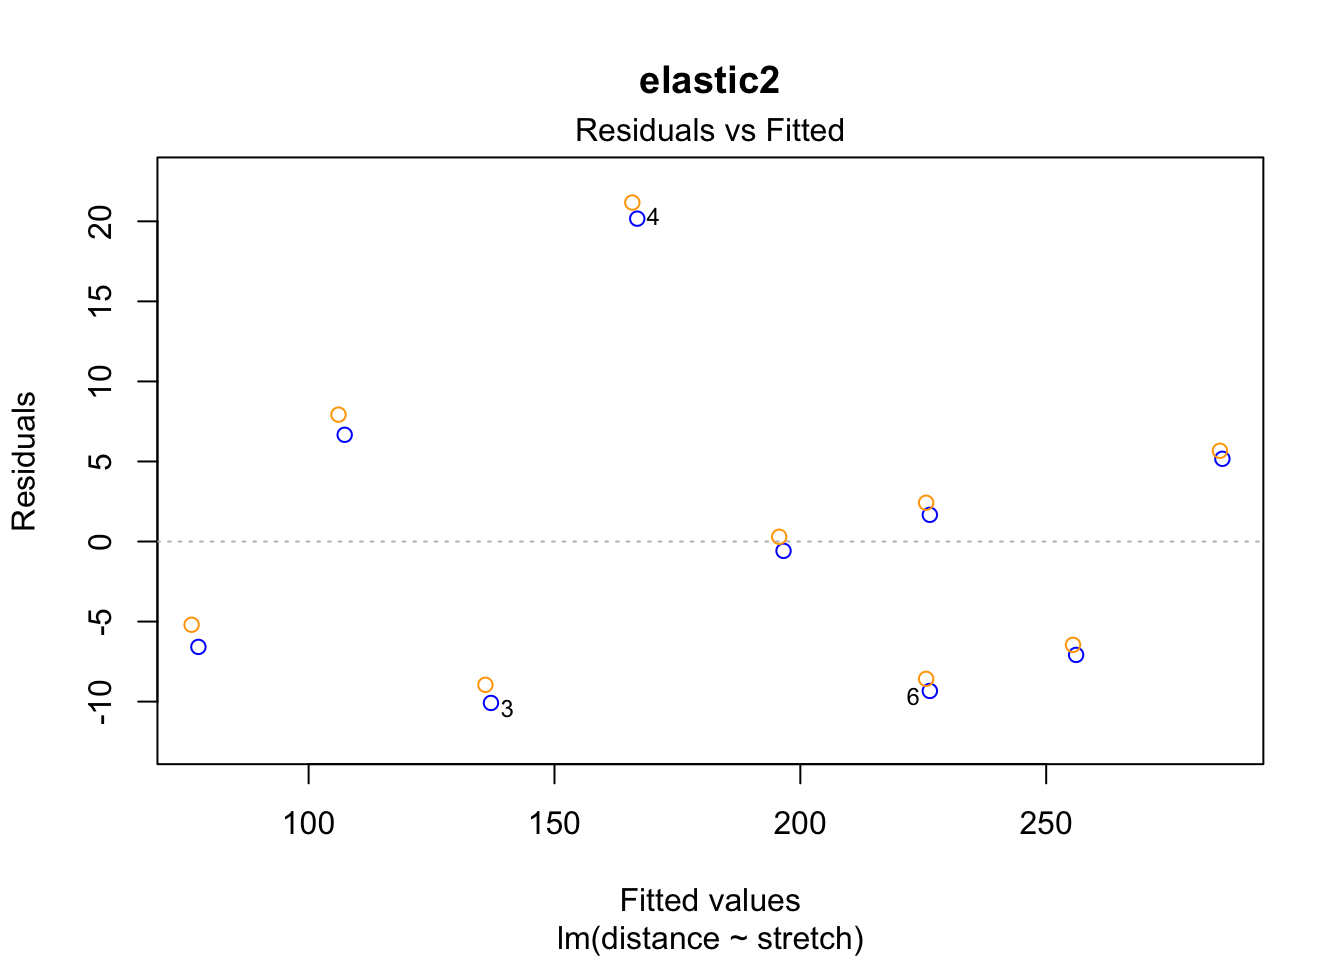 elastic2
Residuals vs Fitted
Residuals
20
15
10
5
0
-5
-10
4
3
6
100 150 200 250
Fitted values
lm(distance ~ stretch)